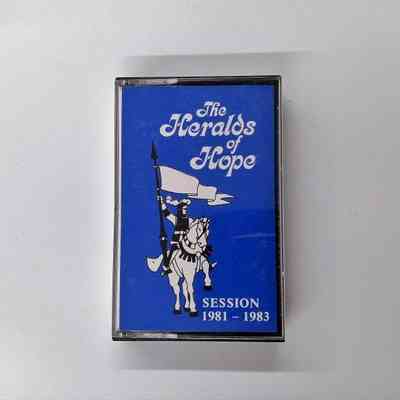 The
Heralds
of
Hope
SESSION
1981 – 1983